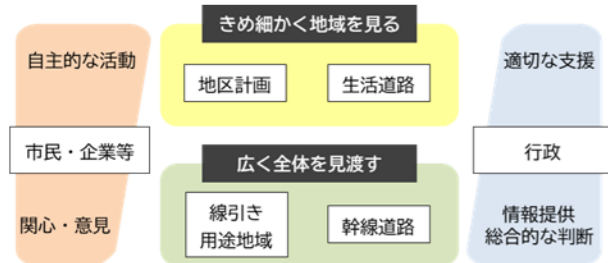 きめ細かく地域を見る
自主的な活動
地区計画
生活道路
適切な支援
市民・企業等
行政
広く全体を見渡す
関心・意見
線引き
用途地域
幹線道路
情報提供
総合的な判断